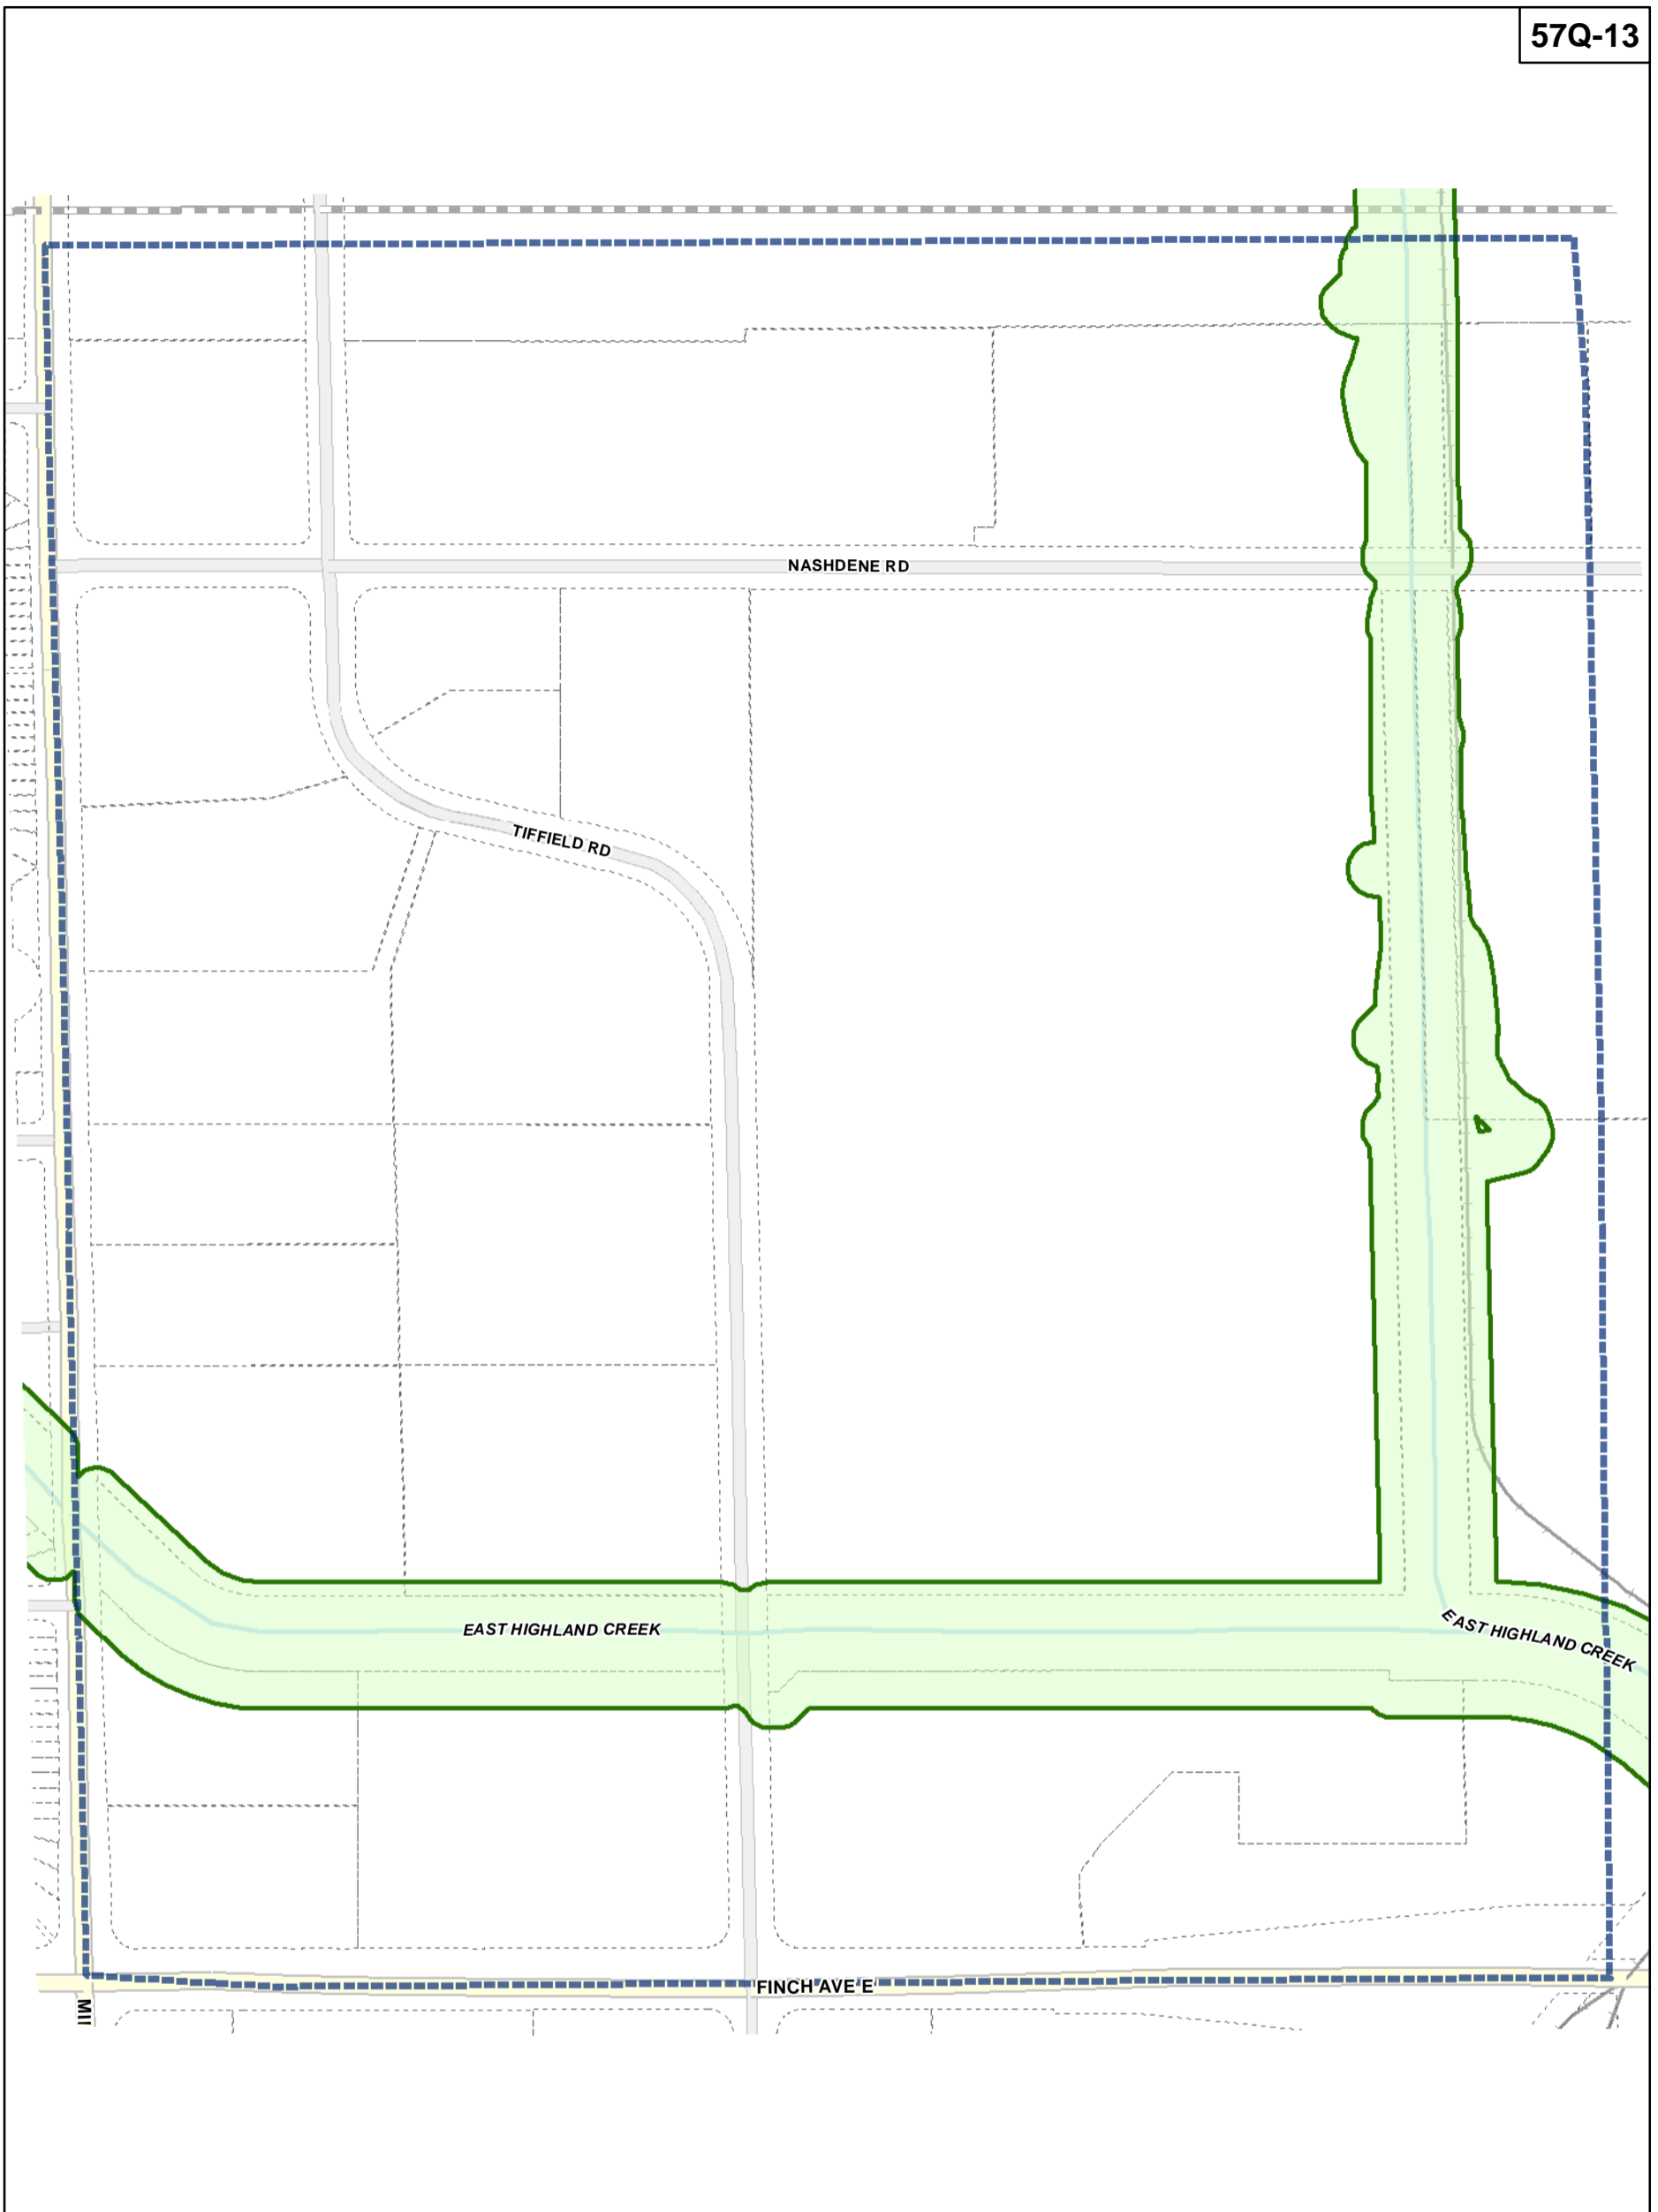 57Q-13
NASHDENE RD
TIFFIELD RD
EAST HIGHLAND CREEK
EAST HIGHLAND CREEK
FINCH AVE E